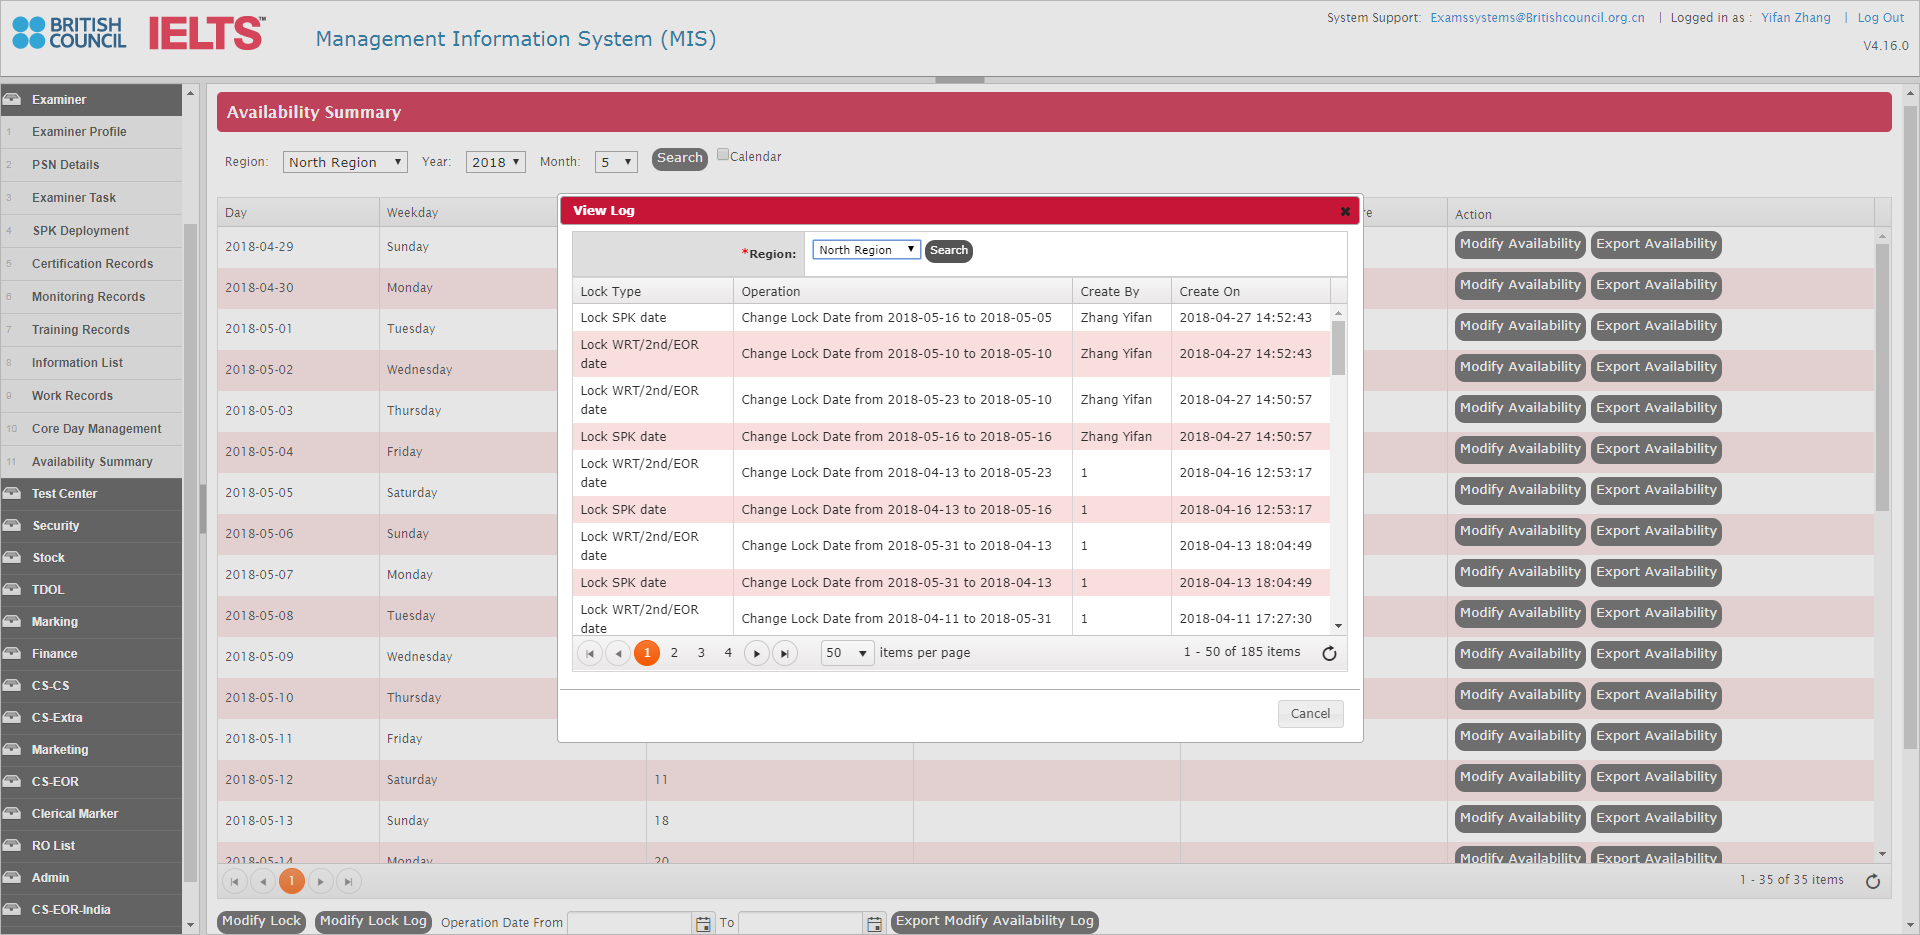 BRITISH
COUNCIL
IELTS™
Management Information System (MIS)
System Support: Examssystems@Britishcouncil.org.cn | Logged in as : Yifan Zhang | Log Out
V4.16.0
Examiner
1 Examiner Profile
2 PSN Details
3 Examiner Task
4 SPK Deployment
5 Certification Records
6 Monitoring Records
7 Training Records
8 Information List
9 Work Records
10 Core Day Management
11 Availability Summary
Test Center
Security
Stock
TDOL
Marking
Finance
CS-CS
CS-Extra
Marketing
CS-EOR
Clerical Marker
RO List
Admin
CS-EOR-India
Availability Summary
Region: North Region Year: 2018 Month: 5 Search Calendar
Day Weekday re Action
2018-04-29 Sunday Modify Availability Export Availability
2018-04-30 Monday Modify Availability Export Availability
2018-05-01 Tuesday Modify Availability Export Availability
2018-05-02 Wednesday Modify Availability Export Availability
2018-05-03 Thursday Modify Availability Export Availability
2018-05-04 Friday Modify Availability Export Availability
2018-05-05 Saturday Modify Availability Export Availability
2018-05-06 Sunday Modify Availability Export Availability
2018-05-07 Monday Modify Availability Export Availability
2018-05-08 Tuesday Modify Availability Export Availability
2018-05-09 Wednesday Modify Availability Export Availability
2018-05-10 Thursday Modify Availability Export Availability
2018-05-11 Friday Modify Availability Export Availability
2018-05-12 Saturday 11 Modify Availability Export Availability
2018-05-13 Sunday 18 Modify Availability Export Availability
2018-05-14 Monday 20 Modify Availability Export Availability
1
1 - 35 of 35 items
Modify Lock Modify Lock Log Operation Date From To Export Modify Availability Log
View Log
*Region: North Region Search
Lock Type Operation Create By Create On
Lock SPK date Change Lock Date from 2018-05-16 to 2018-05-05 Zhang Yifan 2018-04-27 14:52:43
Lock WRT/2nd/EOR
date Change Lock Date from 2018-05-10 to 2018-05-10 Zhang Yifan 2018-04-27 14:52:43
Lock WRT/2nd/EOR
date Change Lock Date from 2018-05-23 to 2018-05-10 Zhang Yifan 2018-04-27 14:50:57
Lock SPK date Change Lock Date from 2018-05-16 to 2018-05-16 Zhang Yifan 2018-04-27 14:50:57
Lock WRT/2nd/EOR
date Change Lock Date from 2018-04-13 to 2018-05-23 1 2018-04-16 12:53:17
Lock SPK date Change Lock Date from 2018-04-13 to 2018-05-16 1 2018-04-16 12:53:17
Lock WRT/2nd/EOR
date Change Lock Date from 2018-05-31 to 2018-04-13 1 2018-04-13 18:04:49
Lock SPK date Change Lock Date from 2018-05-31 to 2018-04-13 1 2018-04-13 18:04:49
Lock WRT/2nd/EOR
date Change Lock Date from 2018-04-11 to 2018-05-31 1 2018-04-11 17:27:30
1 2 3 4 50 items per page 1 - 50 of 185 items
Cancel